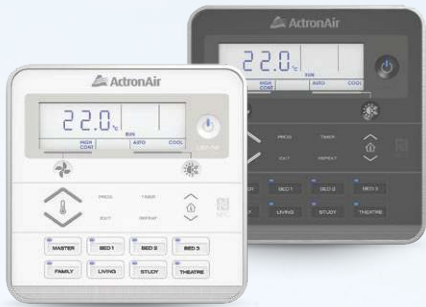 ActronAir
22.0 °C
RUN
HIGH CONT AUTO COOL
PROG TIMER
EXIT REPEAT
NFC
MASTER BED 1 BED 2 BED 3
FAMILY LIVING STUDY THEATRE
ActronAir
22.0 °C
RUN
HIGH CONT AUTO COOL
PROG TIMER
EXIT REPEAT
BED 1 BED 2 BED 3
LIVING STUDY THEATRE